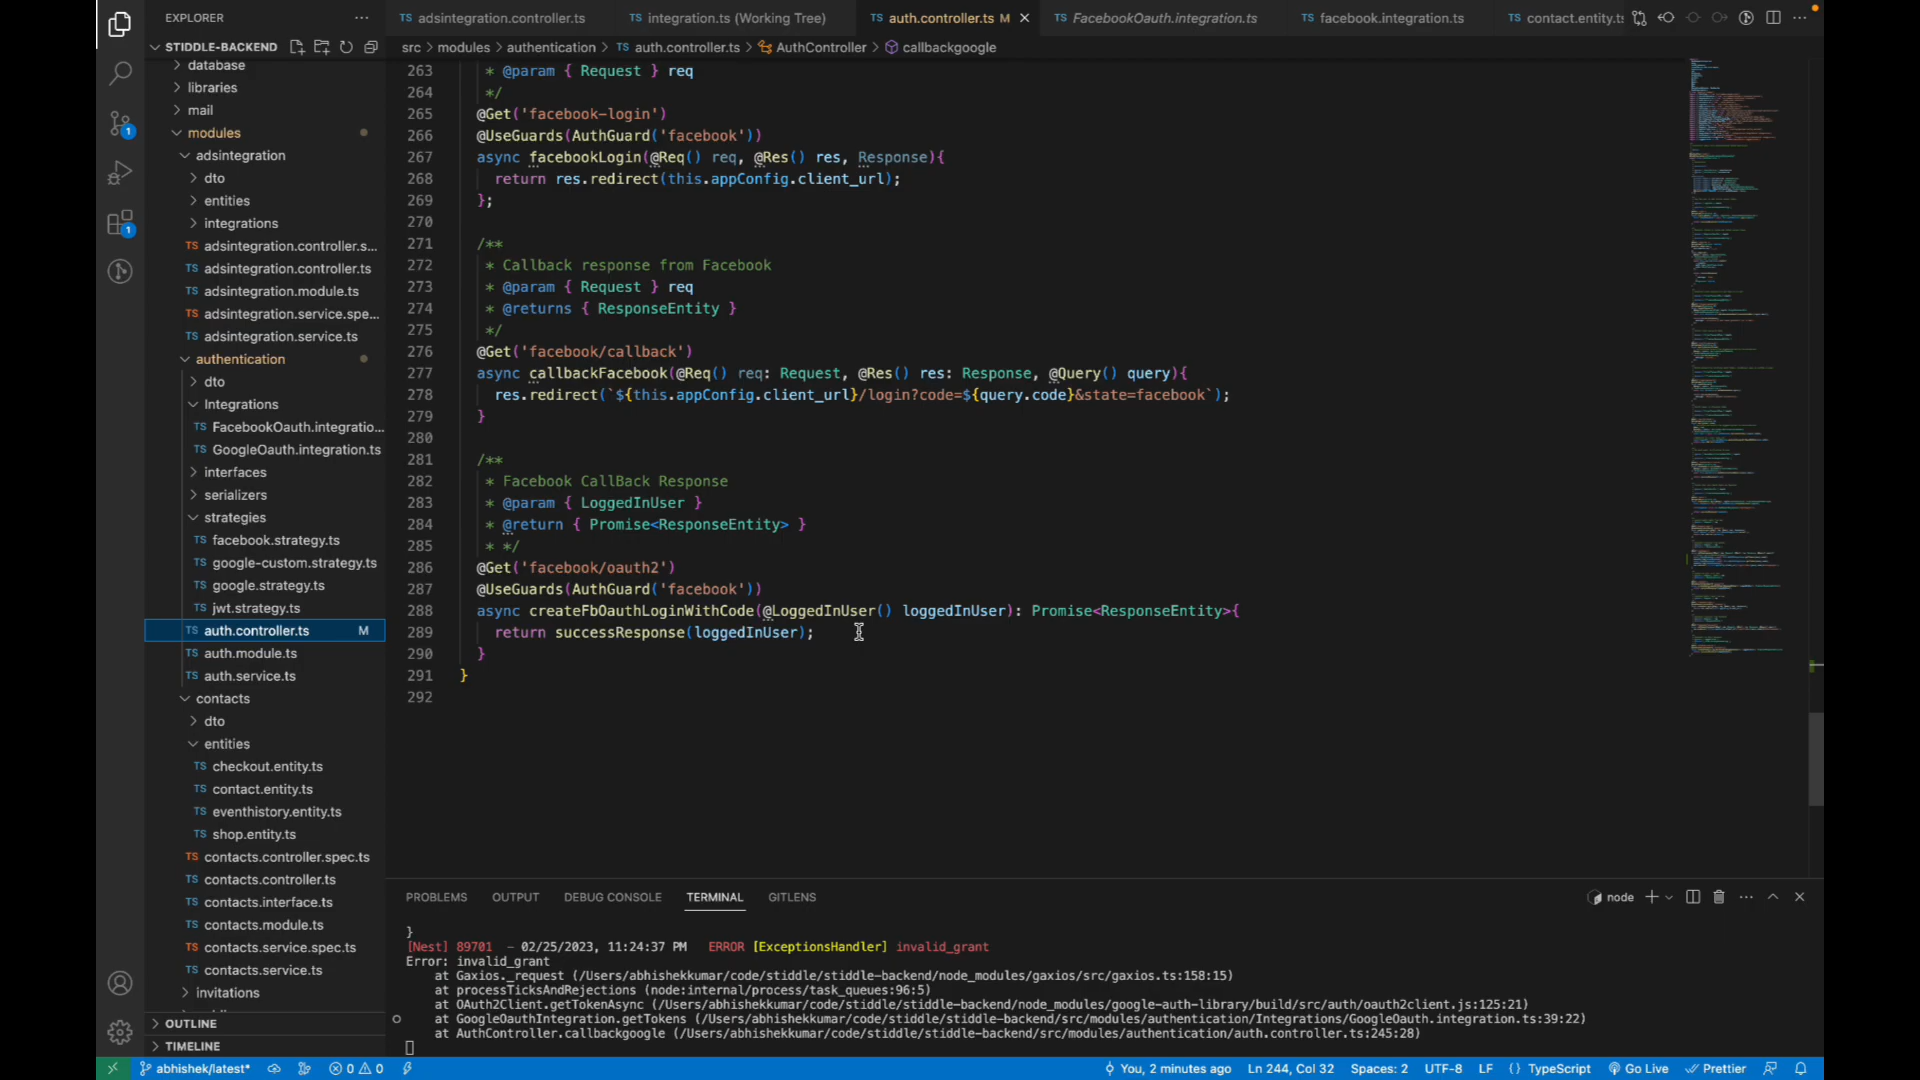 EXPLORER
adsintegration.controller.ts
integration.ts (Working Tree)
auth.controller.ts M
FacebookOauth.integration.ts
facebook.integration.ts
contact.entity.ts
STIDDLE-BACKEND
src > modules > authentication > TS auth.controller.ts > AuthController > callbackgoogle
database
libraries
mail
modules
adsintegration
dto
entities
integrations
adsintegration.controller.s...
adsintegration.controller.ts
adsintegration.module.ts
adsintegration.service.spe...
adsintegration.service.ts
authentication
dto
Integrations
FacebookOauth.integratio...
GoogleOauth.integration.ts
interfaces
serializers
strategies
facebook.strategy.ts
google-custom.strategy.ts
google.strategy.ts
jwt.strategy.ts
auth.controller.ts M
auth.module.ts
auth.service.ts
contacts
dto
entities
checkout.entity.ts
contact.entity.ts
eventhistory.entity.ts
shop.entity.ts
contacts.controller.spec.ts
contacts.controller.ts
contacts.interface.ts
contacts.module.ts
contacts.service.spec.ts
contacts.service.ts
invitations
OUTLINE
TIMELINE
263 * @param { Request } req
264 */
265 @Get('facebook-login')
266 @UseGuards(AuthGuard('facebook'))
267 async facebookLogin(@Req() req, @Res() res, Response){
268 return res.redirect(this.appConfig.client_url);
269 };
270
271 /**
272 * Callback response from Facebook
273 * @param { Request } req
274 * @returns { ResponseEntity }
275 */
276 @Get('facebook/callback')
277 async callbackFacebook(@Req() req: Request, @Res() res: Response, @Query() query){
278 res.redirect(`${this.appConfig.client_url}/login?code=${query.code}&state=facebook`);
279 }
280
281 /**
282 * Facebook CallBack Response
283 * @param { LoggedInUser }
284 * @return { Promise<ResponseEntity> }
285 * */
286 @Get('facebook/oauth2')
287 @UseGuards(AuthGuard('facebook'))
288 async createFbOauthLoginWithCode(@LoggedInUser() loggedInUser): Promise<ResponseEntity>{
289 return successResponse(loggedInUser);
290 }
291 }
292
PROBLEMS OUTPUT DEBUG CONSOLE TERMINAL GITLENS
node
}
[Nest] 89701 - 02/25/2023, 11:24:37 PM ERROR [ExceptionsHandler] invalid_grant
Error: invalid_grant
at Gaxios._request (/Users/abhishekkumar/code/stiddle/stiddle-backend/node_modules/gaxios/src/gaxios.ts:158:15)
at processTicksAndRejections (node:internal/process/task_queues:96:5)
at OAuth2Client.getTokenAsync (/Users/abhishekkumar/code/stiddle/stiddle-backend/node_modules/google-auth-library/build/src/auth/oauth2client.js:125:21)
at GoogleOauthIntegration.getTokens (/Users/abhishekkumar/code/stiddle/stiddle-backend/src/modules/authentication/Integrations/GoogleOauth.integration.ts:39:22)
at AuthController.callbackgoogle (/Users/abhishekkumar/code/stiddle/stiddle-backend/src/modules/authentication/auth.controller.ts:245:28)
abhishek/latest* 0 0 You, 2 minutes ago Ln 244, Col 32 Spaces: 2 UTF-8 LF {} TypeScript Go Live Prettier